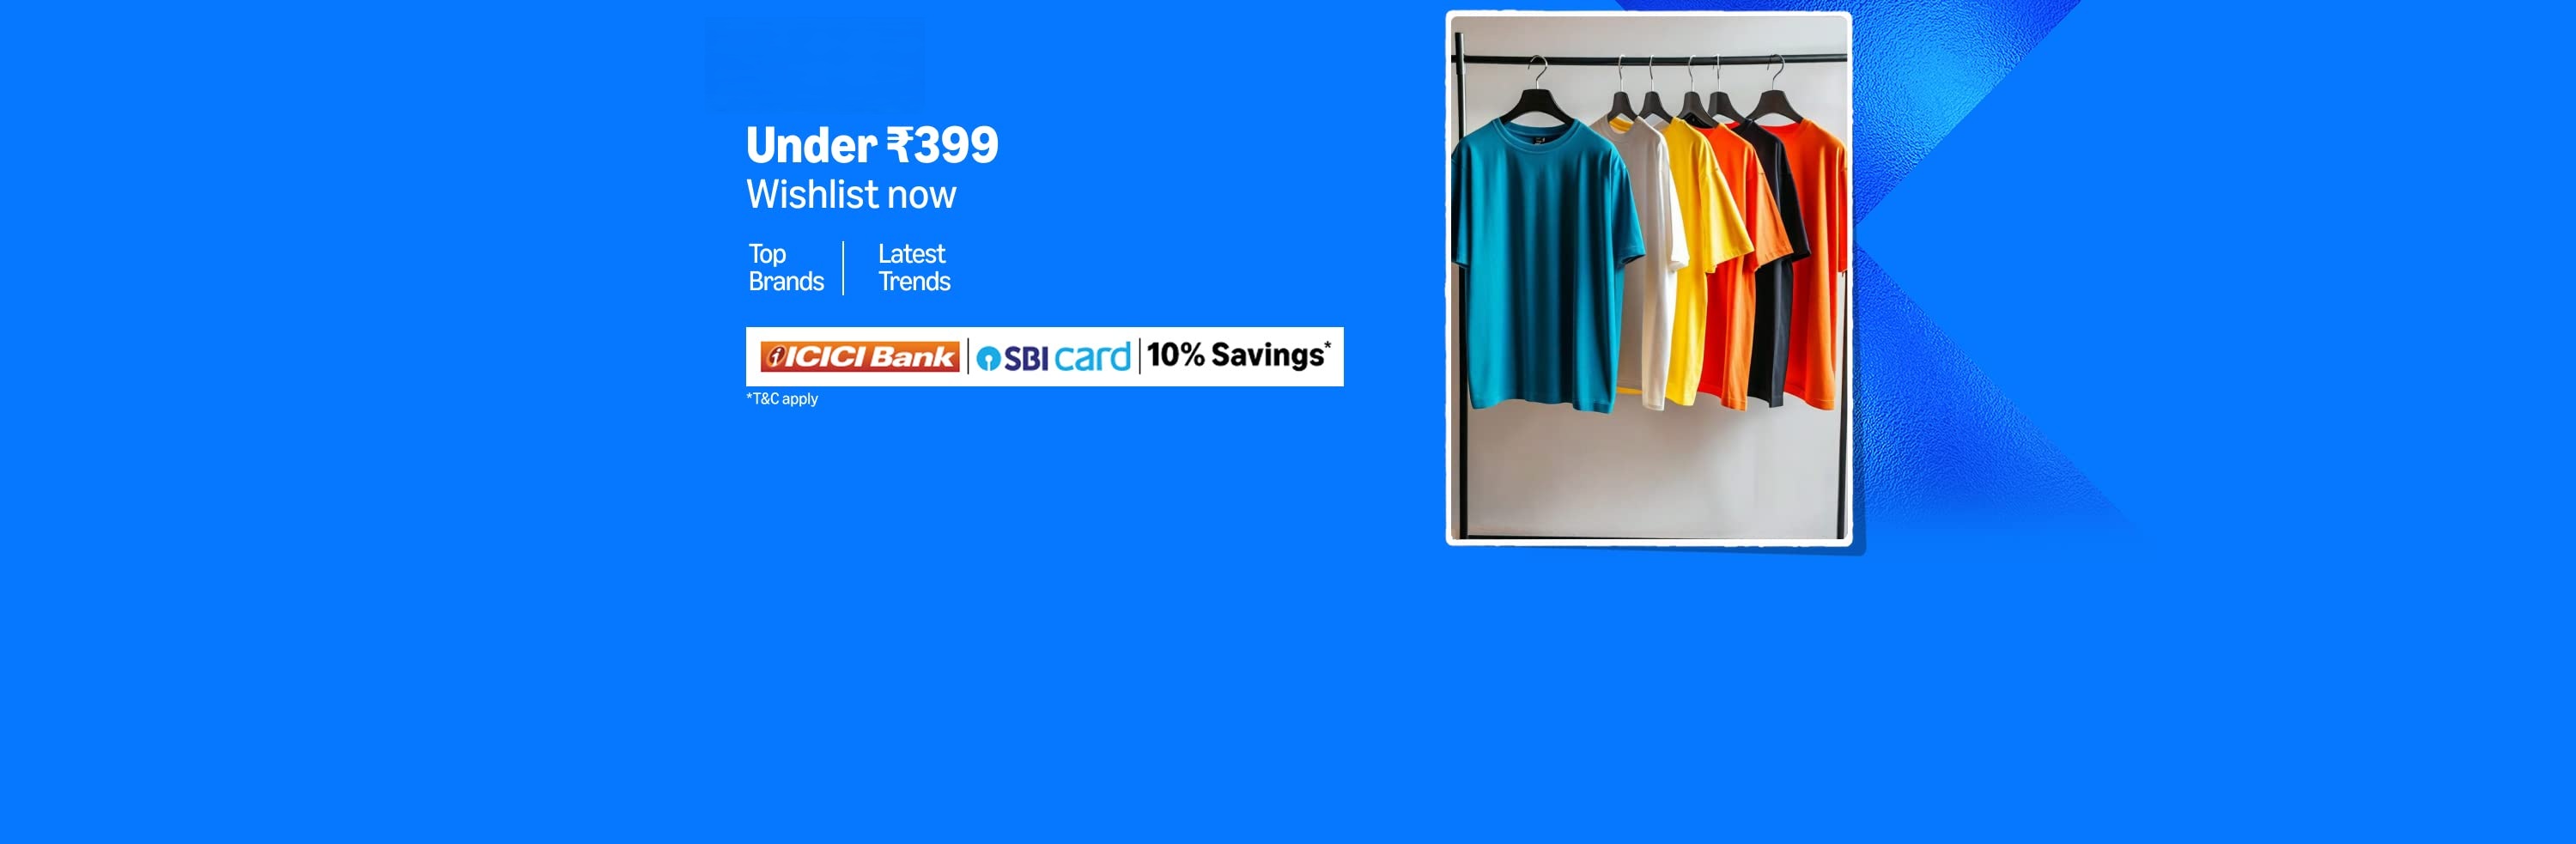 Under ₹399
Wishlist now
Top
Brands
Latest
Trends
ICICI Bank | SBI card | 10% Savings*
*T&C apply